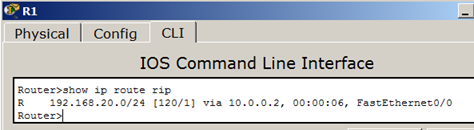 R1
Physical Config CLI
IOS Command Line Interface
Router>show ip route rip
R    192.168.20.0/24 [120/1] via 10.0.0.2, 00:00:06, FastEthernet0/0
Router>